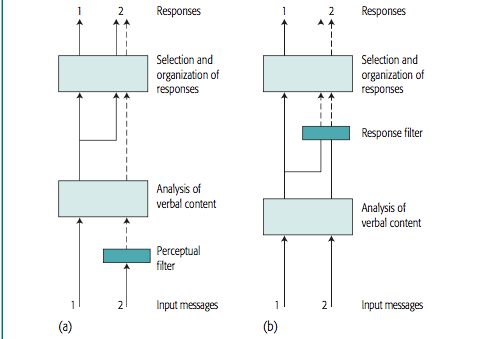 1 2 Responses
Selection and
organization of
responses
Analysis of
verbal content
Perceptual
filter
1 2 Input messages
(a)
1 2 Responses
Selection and
organization of
responses
Response filter
Analysis of
verbal content
1 2 Input messages
(b)